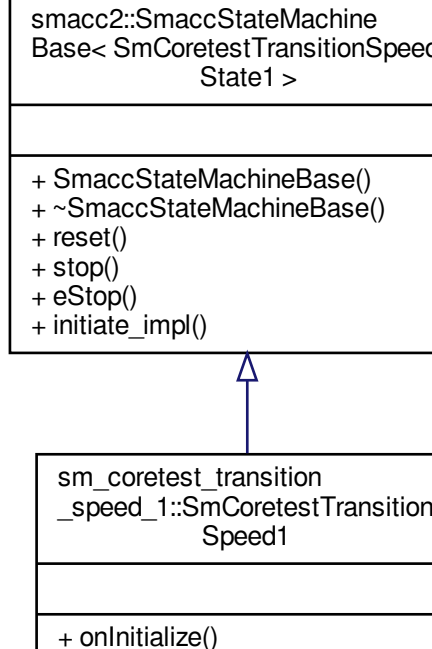 smacc2::SmaccStateMachine
Base< SmCoretestTransitionSpeed
State1 >
+ SmaccStateMachineBase()
+ ~SmaccStateMachineBase()
+ reset()
+ stop()
+ eStop()
+ initiate_impl()
sm_coretest_transition
_speed_1::SmCoretestTransition
Speed1
+ onInitialize()